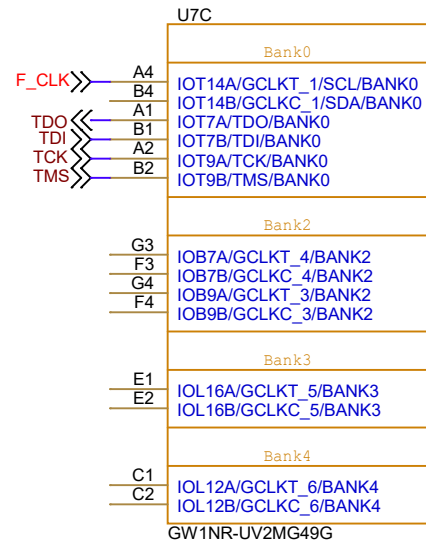 U7C
Bank0
F_CLK A4 IOT14A/GCLKT_1/SCL/BANK0
B4 IOT14B/GCLKC_1/SDA/BANK0
TDO A1 IOT7A/TDO/BANK0
TDI B1 IOT7B/TDI/BANK0
TCK A2 IOT9A/TCK/BANK0
TMS B2 IOT9B/TMS/BANK0
Bank2
G3 IOB7A/GCLKT_4/BANK2
F3 IOB7B/GCLKC_4/BANK2
G4 IOB9A/GCLKT_3/BANK2
F4 IOB9B/GCLKC_3/BANK2
Bank3
E1 IOL16A/GCLKT_5/BANK3
E2 IOL16B/GCLKC_5/BANK3
Bank4
C1 IOL12A/GCLKT_6/BANK4
C2 IOL12B/GCLKC_6/BANK4
GW1NR-UV2MG49G